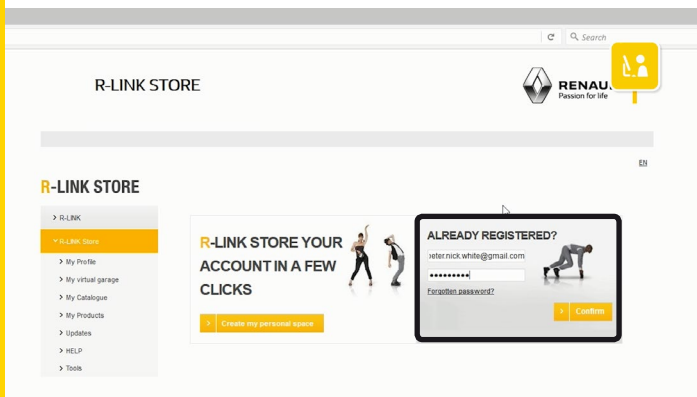 Search
R-LINK STORE
Passion for life
EN
R-LINK STORE
R-LINK
R-LINK Store
My Profile
My virtual garage
My Catalogue
My Products
Updates
HELP
Tools
R-LINK STORE YOUR
ACCOUNT IN A FEW
CLICKS
Create my personal space
ALREADY REGISTERED?
ieter.nick.white@gmail.com
•••••••••
Forgotten password?
Confirm